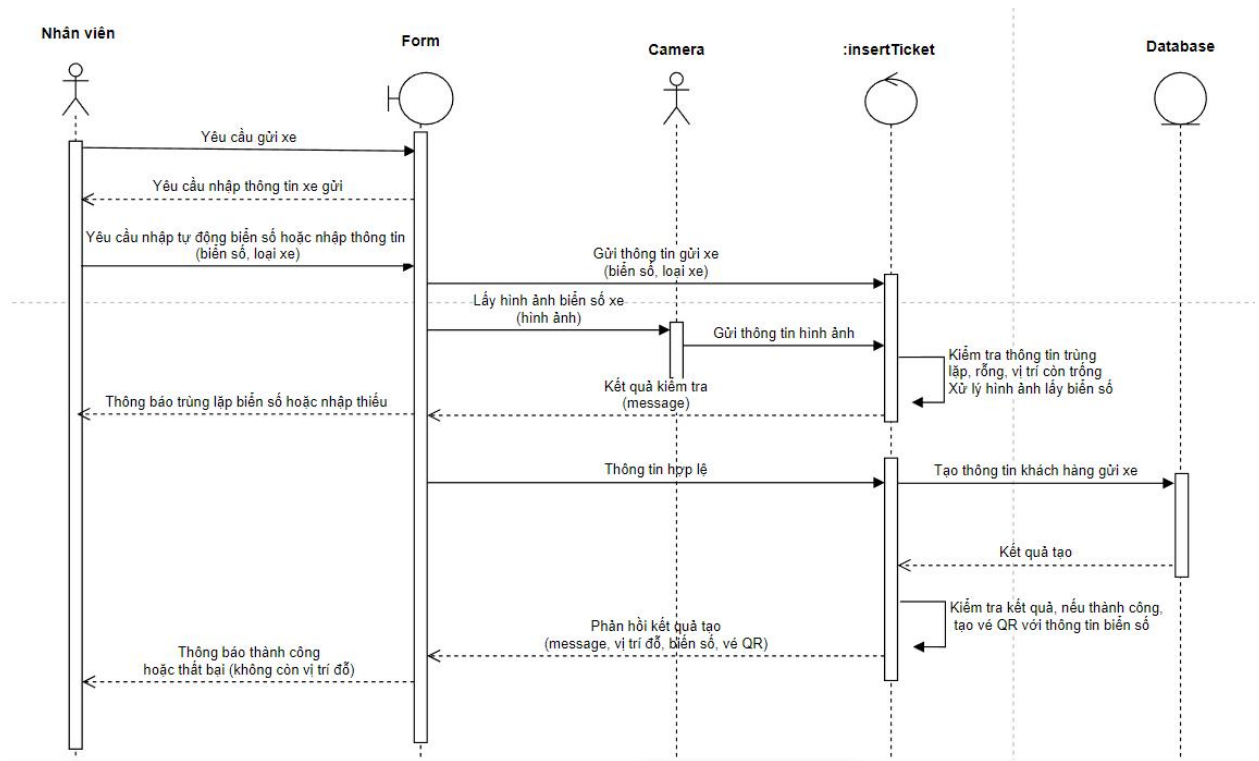 Nhân viên
Form
Camera
:insertTicket
Database
Yêu cầu gửi xe
Yêu cầu nhập thông tin xe gửi
Yêu cầu nhập tự động biển số hoặc nhập thông tin
(biển số, loại xe)
Gửi thông tin gửi xe
(biển số, loại xe)
Lấy hình ảnh biển số xe
(hình ảnh)
Gửi thông tin hình ảnh
Kiểm tra thông tin trùng
lặp, rỗng, vị trí còn trống
Xử lý hình ảnh lấy biển số
Kết quả kiểm tra
(message)
Thông báo trùng lặp biển số hoặc nhập thiếu
Thông tin hợp lệ
Tạo thông tin khách hàng gửi xe
Kết quả tạo
Kiểm tra kết quả, nếu thành công,
tạo vé QR với thông tin biển số
Phản hồi kết quả tạo
(message, vị trí đỗ, biển số, vé QR)
Thông báo thành công
hoặc thất bại (không còn vị trí đỗ)